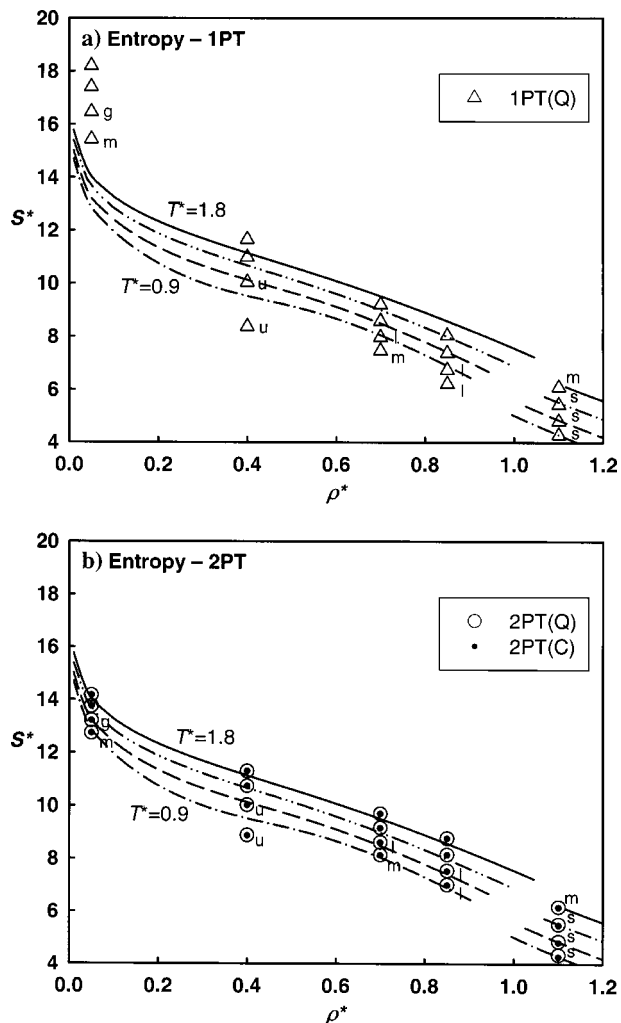 a) Entropy – 1PT
20
18
16
14
12
10
8
6
4
S*
△ 1PT(Q)
g
m
T*=1.8
T*=0.9
u
u
l
m
l
l
m
s
s
s
0.0 0.2 0.4 0.6 0.8 1.0 1.2
ρ*
b) Entropy – 2PT
20
18
16
14
12
10
8
6
4
S*
2PT(Q)
2PT(C)
g
m
T*=1.8
T*=0.9
u
u
l
m
l
l
m
s
s
s
0.0 0.2 0.4 0.6 0.8 1.0 1.2
ρ*